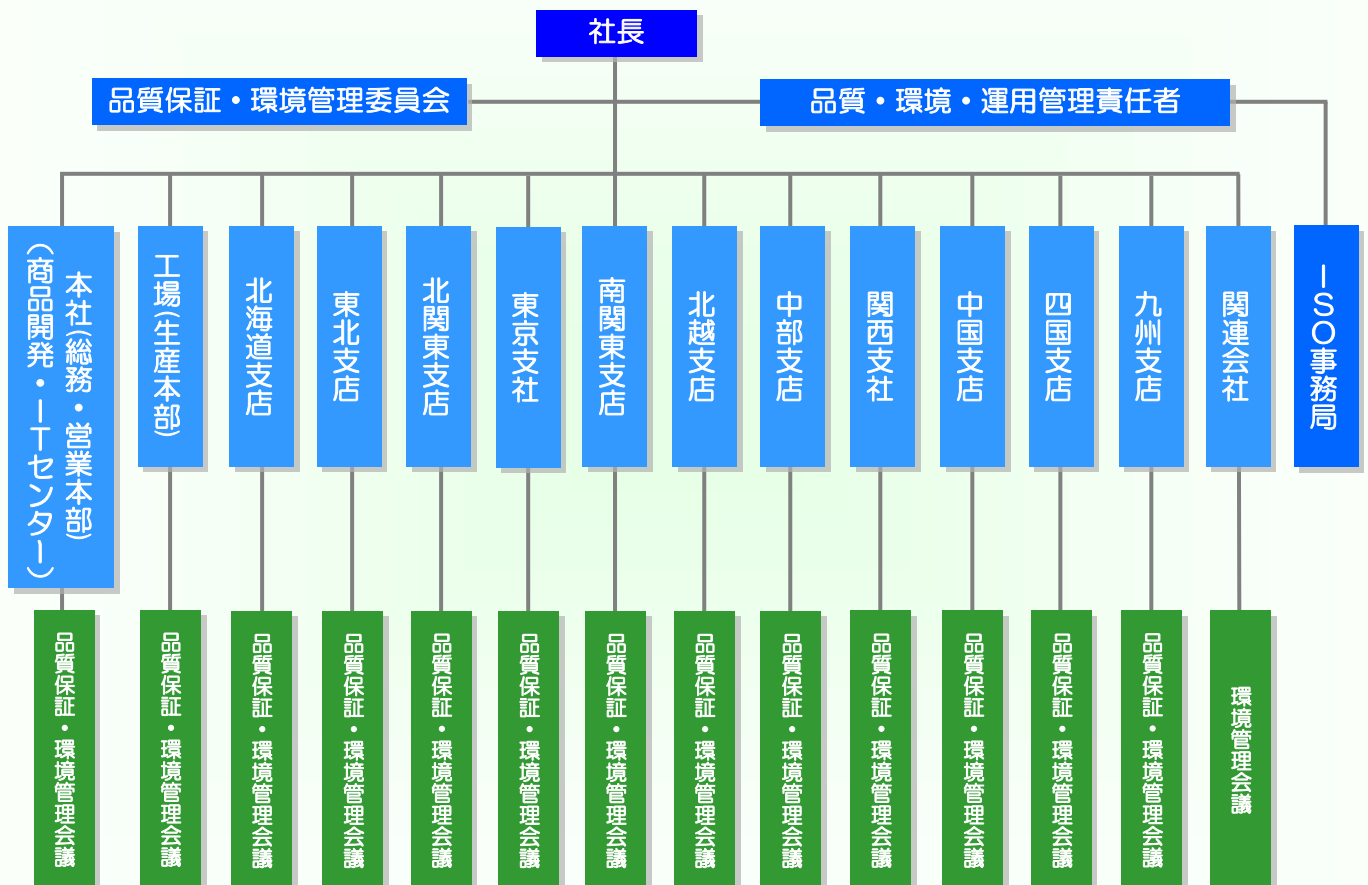 社長
品質保証・環境管理委員会
品質・環境・運用管理責任者
本社(総務・営業本部)
(商品開発・ITセンター)
工場(生産本部)
北海道支店
東北支店
北関東支店
東京支社
南関東支店
北越支店
中部支店
関西支社
中国支店
四国支店
九州支店
関連会社
ISO事務局
品質保証・環境管理会議
品質保証・環境管理会議
品質保証・環境管理会議
品質保証・環境管理会議
品質保証・環境管理会議
品質保証・環境管理会議
品質保証・環境管理会議
品質保証・環境管理会議
品質保証・環境管理会議
品質保証・環境管理会議
品質保証・環境管理会議
品質保証・環境管理会議
品質保証・環境管理会議
環境管理会議